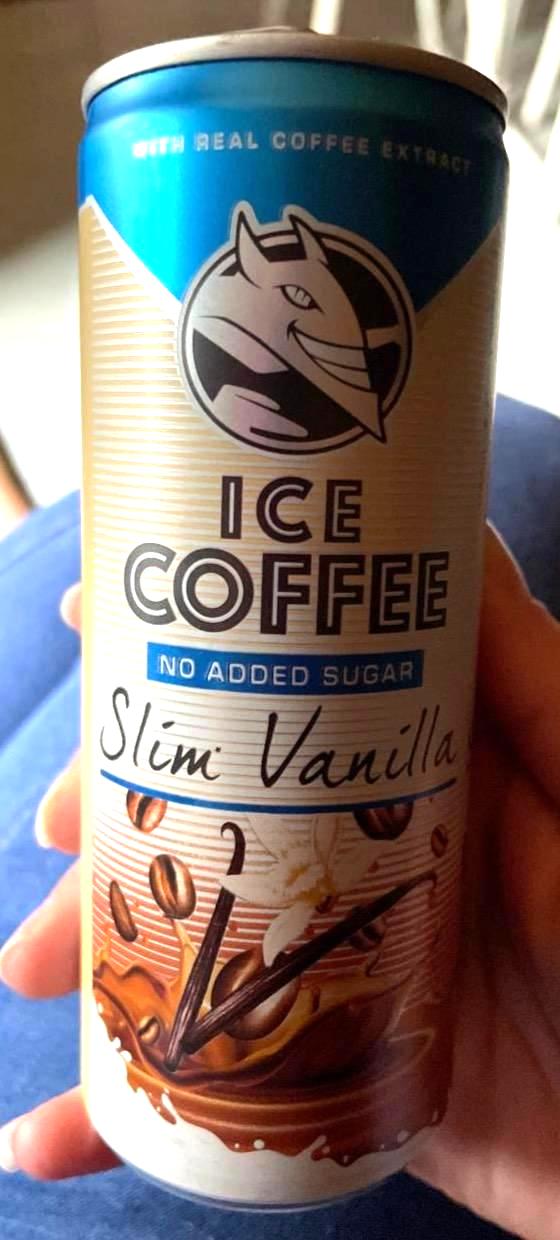 WITH REAL COFFEE EXTRACT
ICE
COFFEE
NO ADDED SUGAR
Slim Vanilla